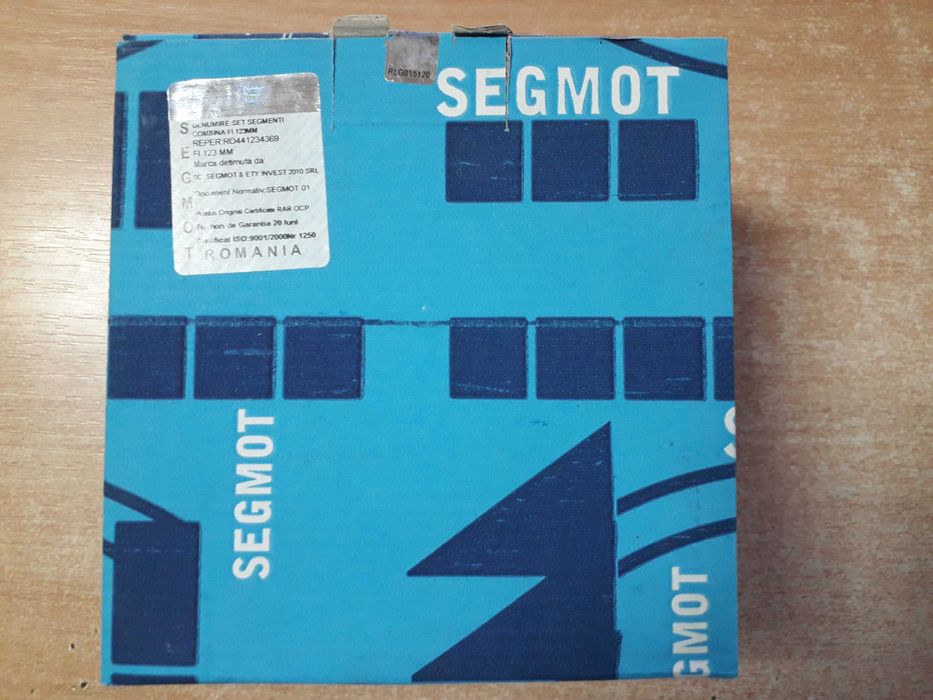 RLG015120
SEGMOT
DENUMIRE:SET SEGMENTI
COMBINA FI 123MM
REPER:RO441234369
FI 123 MM
Marca detinuta da
SC SEGMOT & ETY INVEST 2010 SRL
Document Normativ:SEGMOT 01
Produs Original Certificate RAR OCP
de Garantia 20 luni
ISO:9001/2000Nr 1250
ROMANIA
SEGMOT
SEGMOT
GMOT